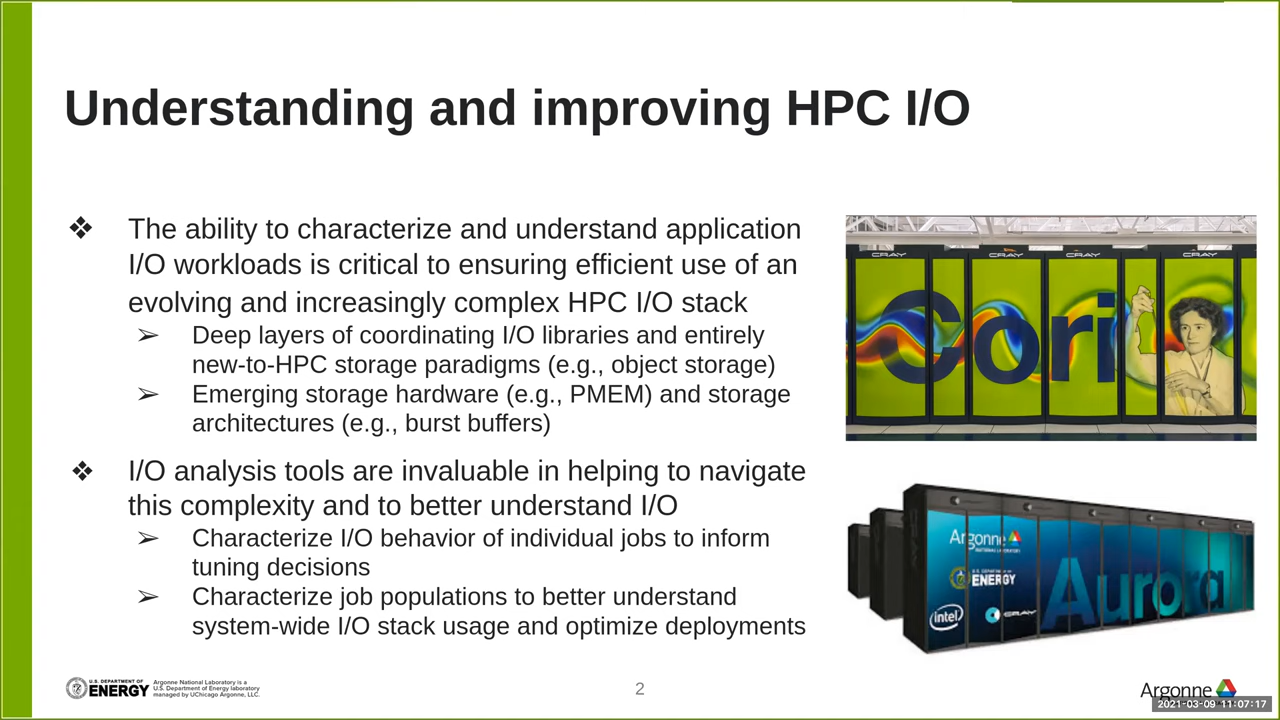 Understanding and improving HPC I/O
❖ The ability to characterize and understand application
I/O workloads is critical to ensuring efficient use of an
evolving and increasingly complex HPC I/O stack
➢ Deep layers of coordinating I/O libraries and entirely
new-to-HPC storage paradigms (e.g., object storage)
➢ Emerging storage hardware (e.g., PMEM) and storage
architectures (e.g., burst buffers)
❖ I/O analysis tools are invaluable in helping to navigate
this complexity and to better understand I/O
➢ Characterize I/O behavior of individual jobs to inform
tuning decisions
➢ Characterize job populations to better understand
system-wide I/O stack usage and optimize deployments
CRAY CRAY CRAY CRAY
Cori
Argonne
NATIONAL LABORATORY
U.S. DEPARTMENT OF
ENERGY
intel CRAY
Aurora
U.S. DEPARTMENT OF
ENERGY
Argonne National Laboratory is a
U.S. Department of Energy laboratory
managed by UChicago Argonne, LLC.
2
Argonne
2021-03-09 11:07:17